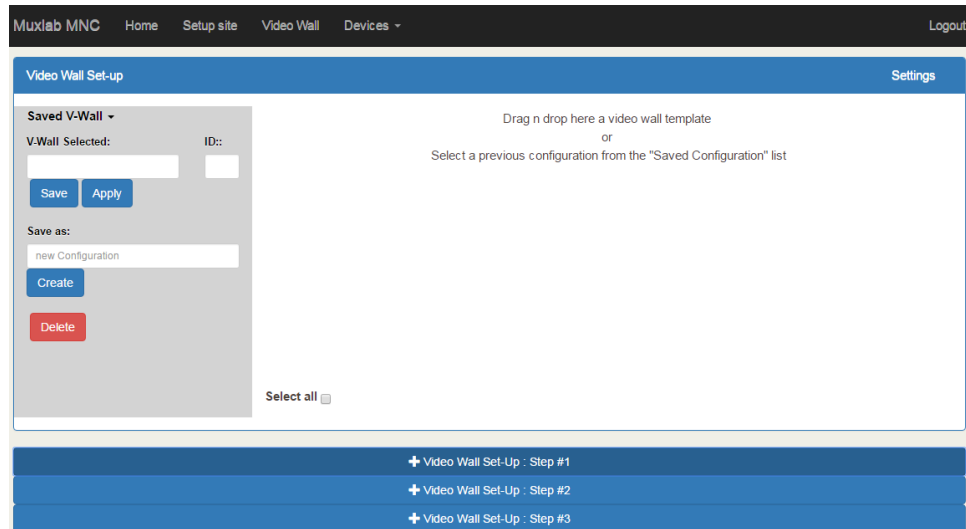 Muxlab MNC Home Setup site Video Wall Devices Logout
Video Wall Set-up Settings
Saved V-Wall
V-Wall Selected: ID::
Save Apply
Save as:
new Configuration
Create
Delete
Drag n drop here a video wall template
or
Select a previous configuration from the "Saved Configuration" list
Select all
Video Wall Set-Up : Step #1
Video Wall Set-Up : Step #2
Video Wall Set-Up : Step #3